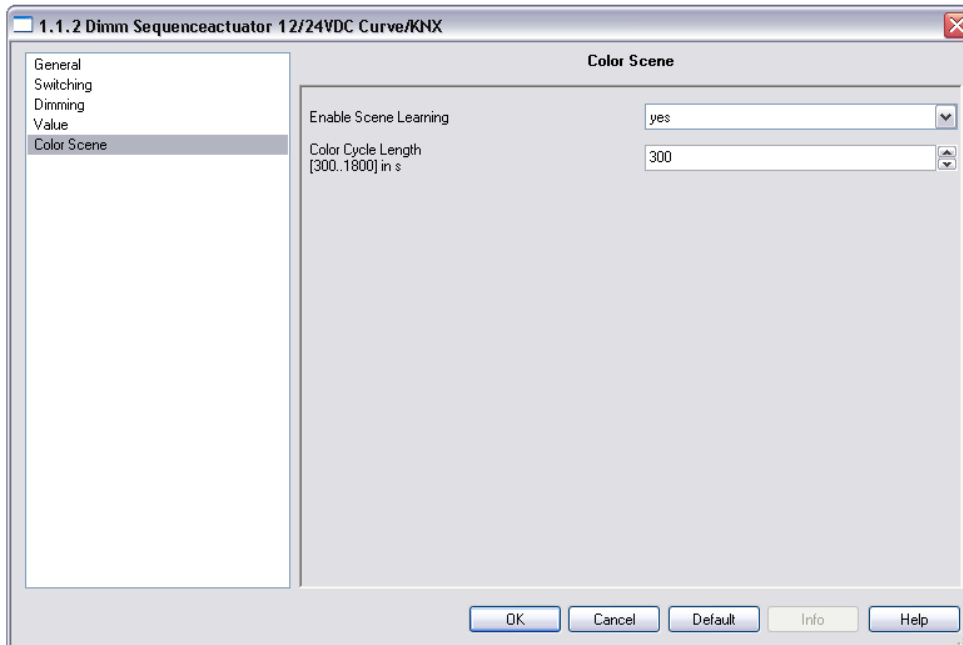 1.1.2 Dimm Sequenceactuator 12/24VDC Curve/KNX
General
Switching
Dimming
Value
Color Scene
Color Scene
Enable Scene Learning
yes
Color Cycle Length
[300..1800] in s
300
OK
Cancel
Default
Info
Help